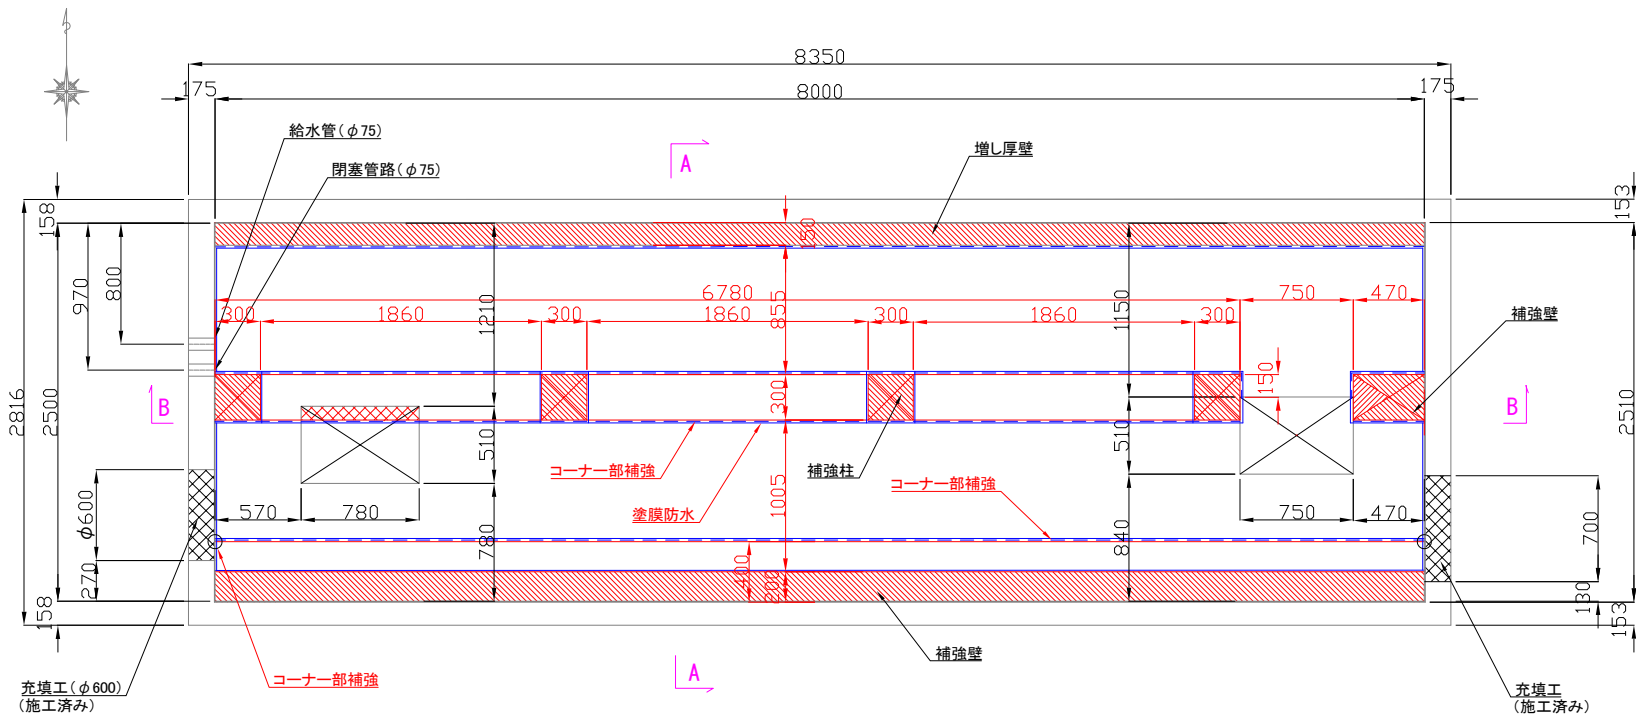 8350
175
8000
175
給水管(φ75)
閉塞管路(φ75)
A
増し厚壁
158
153
150
970
800
1210
1150
6780
750
470
300
1860
300
1860
300
1860
300
855
補強壁
2816
2500
2510
B
B
300
150
510
510
コーナー部補強
補強柱
コーナー部補強
塗膜防水
1005
φ600
570
780
750
470
700
780
840
400
200
270
130
158
153
A
補強壁
コーナー部補強
充填工(φ600)
(施工済み)
充填工
(施工済み)